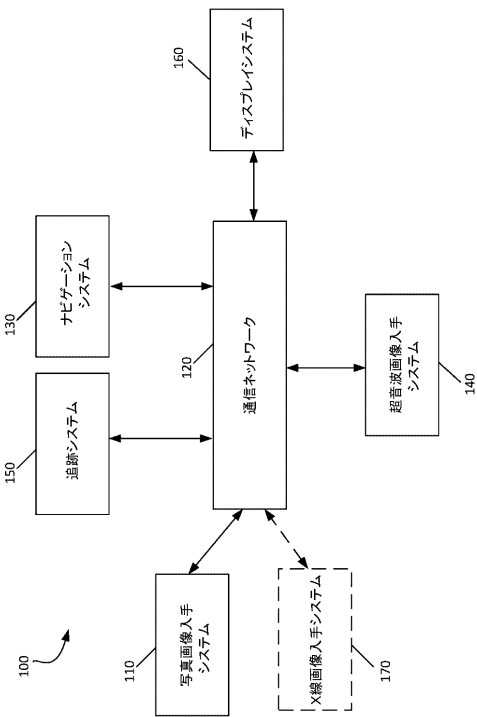 100
110
写真画像入手
システム
150
追跡システム
130
ナビゲーション
システム
120
通信ネットワーク
160
ディスプレイシステム
170
X線画像入手システム
140
超音波画像入手
システム